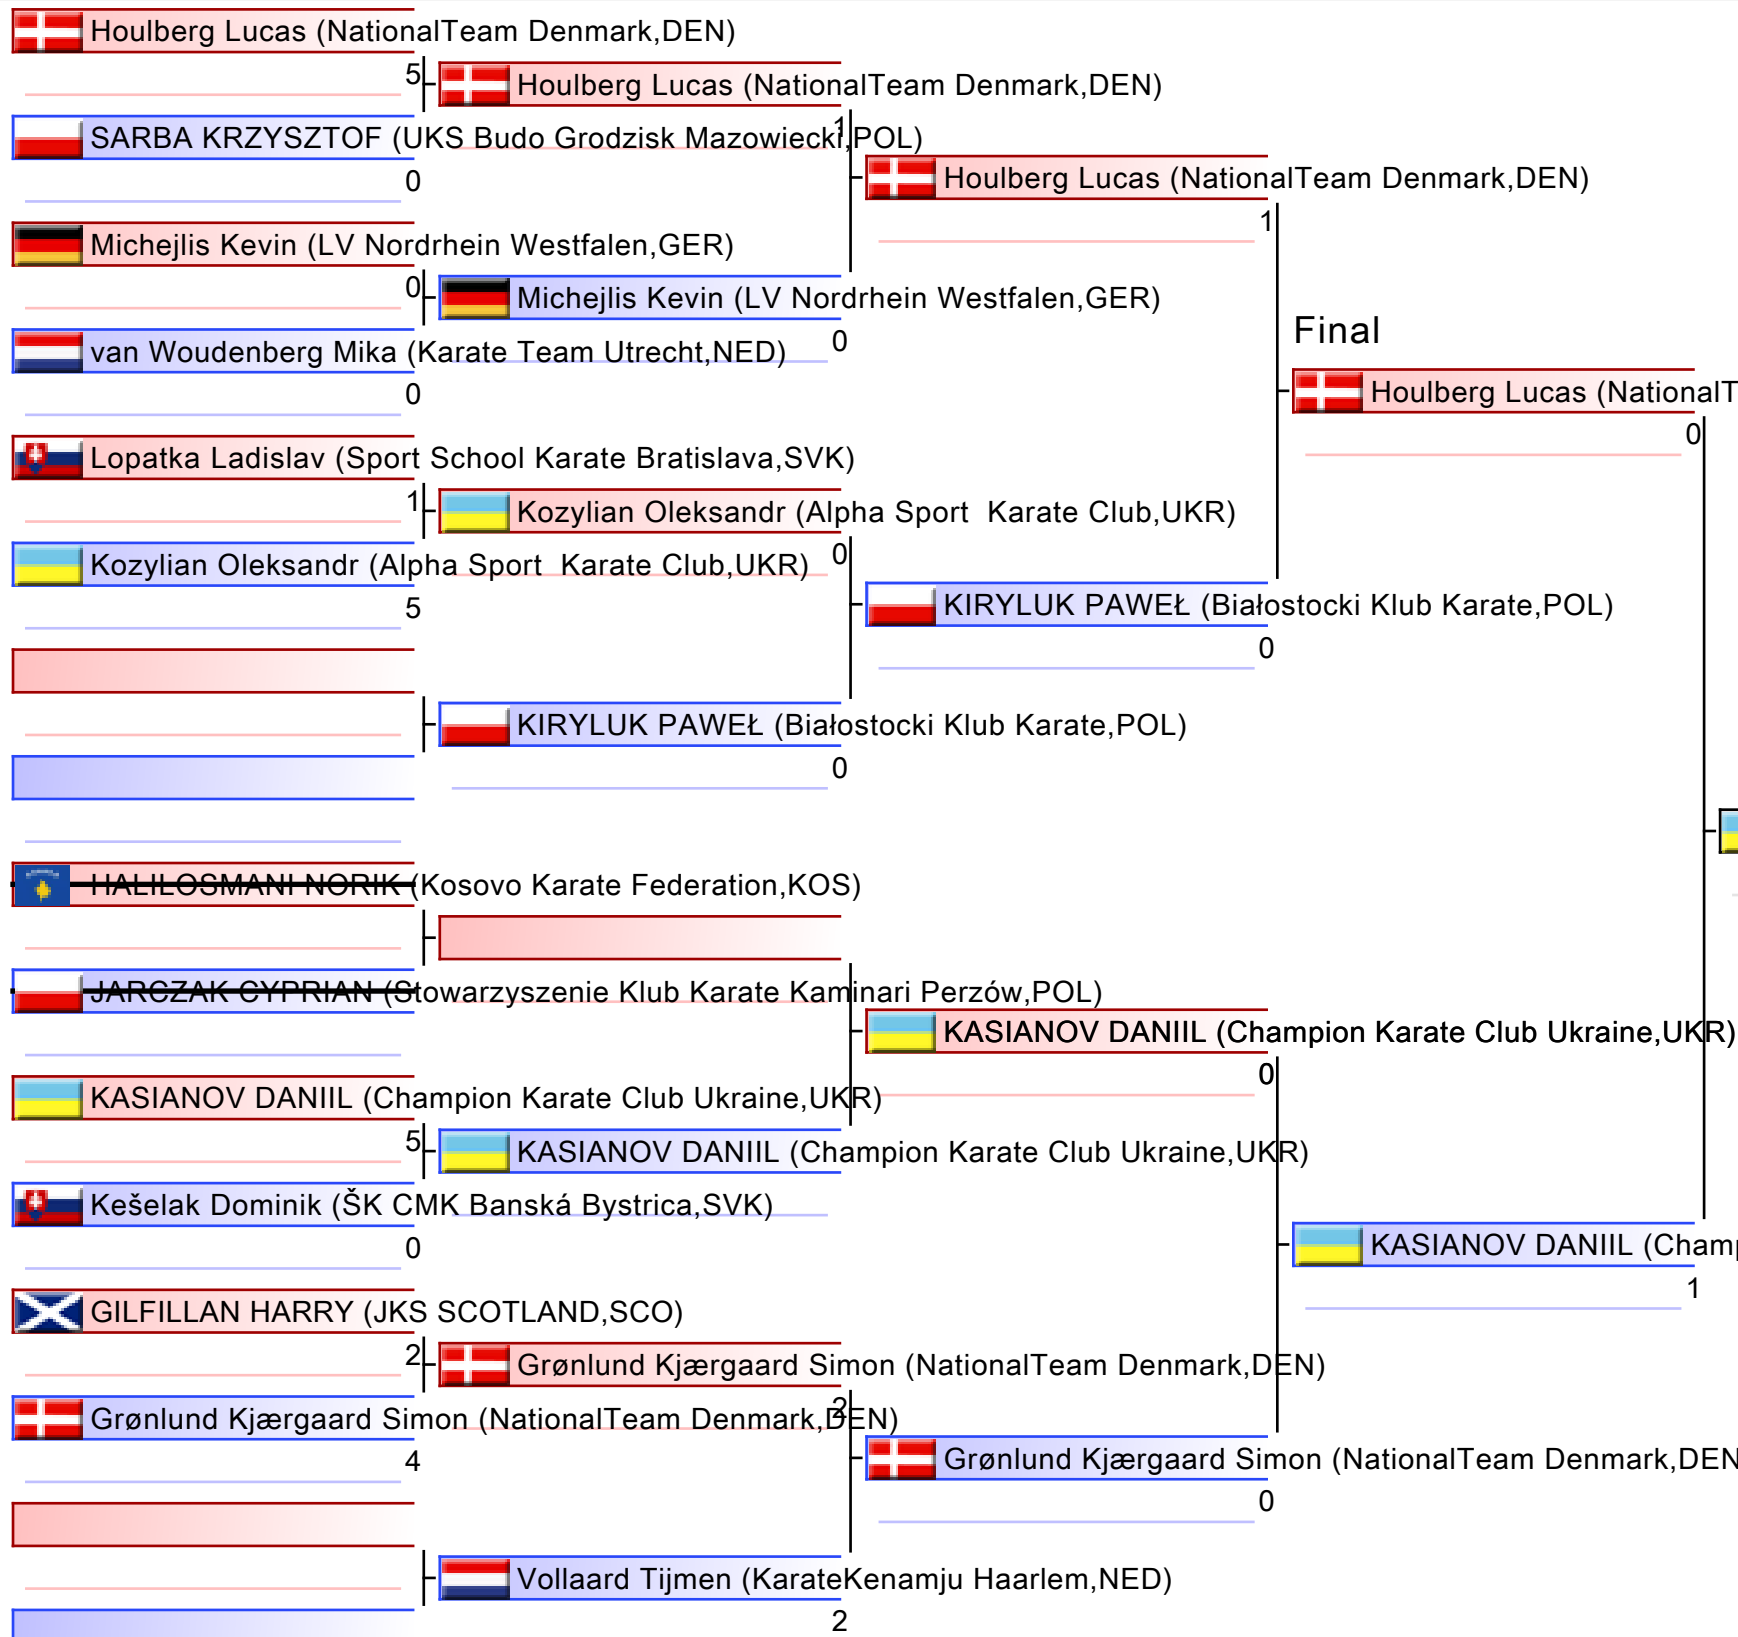 Houlberg Lucas (NationalTeam Denmark,DEN)
5
Houlberg Lucas (NationalTeam Denmark,DEN)
SARBA KRZYSZTOF (UKS Budo Grodzisk Mazowiecki,POL)
1
0
Houlberg Lucas (NationalTeam Denmark,DEN)
1
Michejlis Kevin (LV Nordrhein Westfalen,GER)
0
Michejlis Kevin (LV Nordrhein Westfalen,GER)
0
van Woudenberg Mika (Karate Team Utrecht,NED)
0
Final
Houlberg Lucas (NationalT
0
Lopatka Ladislav (Sport School Karate Bratislava,SVK)
1
Kozylian Oleksandr (Alpha Sport  Karate Club,UKR)
0
Kozylian Oleksandr (Alpha Sport  Karate Club,UKR)
5
KIRYLUK PAWEŁ (Białostocki Klub Karate,POL)
0
KIRYLUK PAWEŁ (Białostocki Klub Karate,POL)
0
HALILOSMANI NORIK (Kosovo Karate Federation,KOS)
JARCZAK CYPRIAN (Stowarzyszenie Klub Karate Kaminari Perzów,POL)
KASIANOV DANIIL (Champion Karate Club Ukraine,UKR)
0
KASIANOV DANIIL (Champion Karate Club Ukraine,UKR)
5
KASIANOV DANIIL (Champion Karate Club Ukraine,UKR)
Kešelak Dominik (ŠK CMK Banská Bystrica,SVK)
0
KASIANOV DANIIL (Champ
1
GILFILLAN HARRY (JKS SCOTLAND,SCO)
2
Grønlund Kjærgaard Simon (NationalTeam Denmark,DEN)
2
Grønlund Kjærgaard Simon (NationalTeam Denmark,DEN)
4
Grønlund Kjærgaard Simon (NationalTeam Denmark,DEN
0
Vollaard Tijmen (KarateKenamju Haarlem,NED)
2